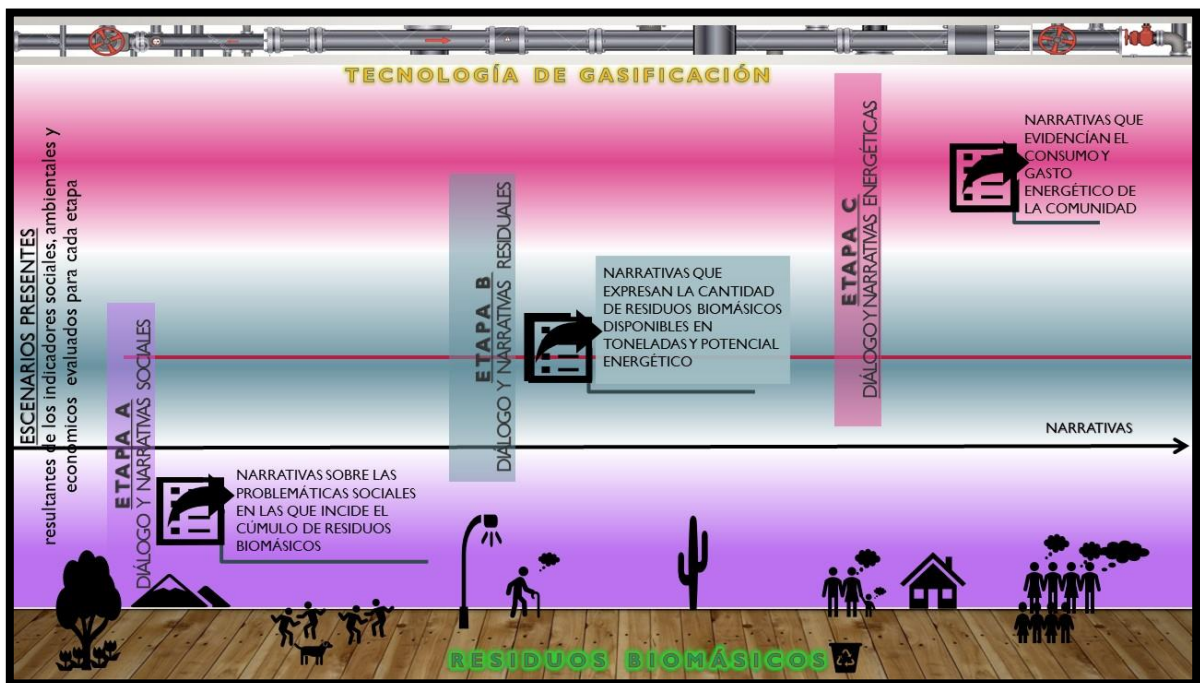 TECNOLOGÍA DE GASIFICACIÓN
ESCENARIOS PRESENTES
resultantes de los indicadores sociales, ambientales y
economicos evaluados para cada etapa
ETAPA A
DIÁLOGO Y NARRATIVAS SOCIALES
NARRATIVAS SOBRE LAS
PROBLEMÁTICAS SOCIALES
EN LAS QUE INCIDE EL
CÚMULO DE RESIDUOS
BIOMÁSICOS
ETAPA B
DIÁLOGO Y NARRATIVAS RESIDUALES
NARRATIVAS QUE
EXPRESAN LA CANTIDAD
DE RESIDUOS BIOMÁSICOS
DISPONIBLES EN
TONELADAS Y POTENCIAL
ENERGÉTICO
ETAPA C
DIÁLOGO Y NARRATIVAS ENERGÉTICAS
NARRATIVAS QUE
EVIDENCÍAN EL
CONSUMO Y
GASTO
ENERGÉTICO DE
LA COMUNIDAD
NARRATIVAS
RESIDUOS BIOMÁSICOS